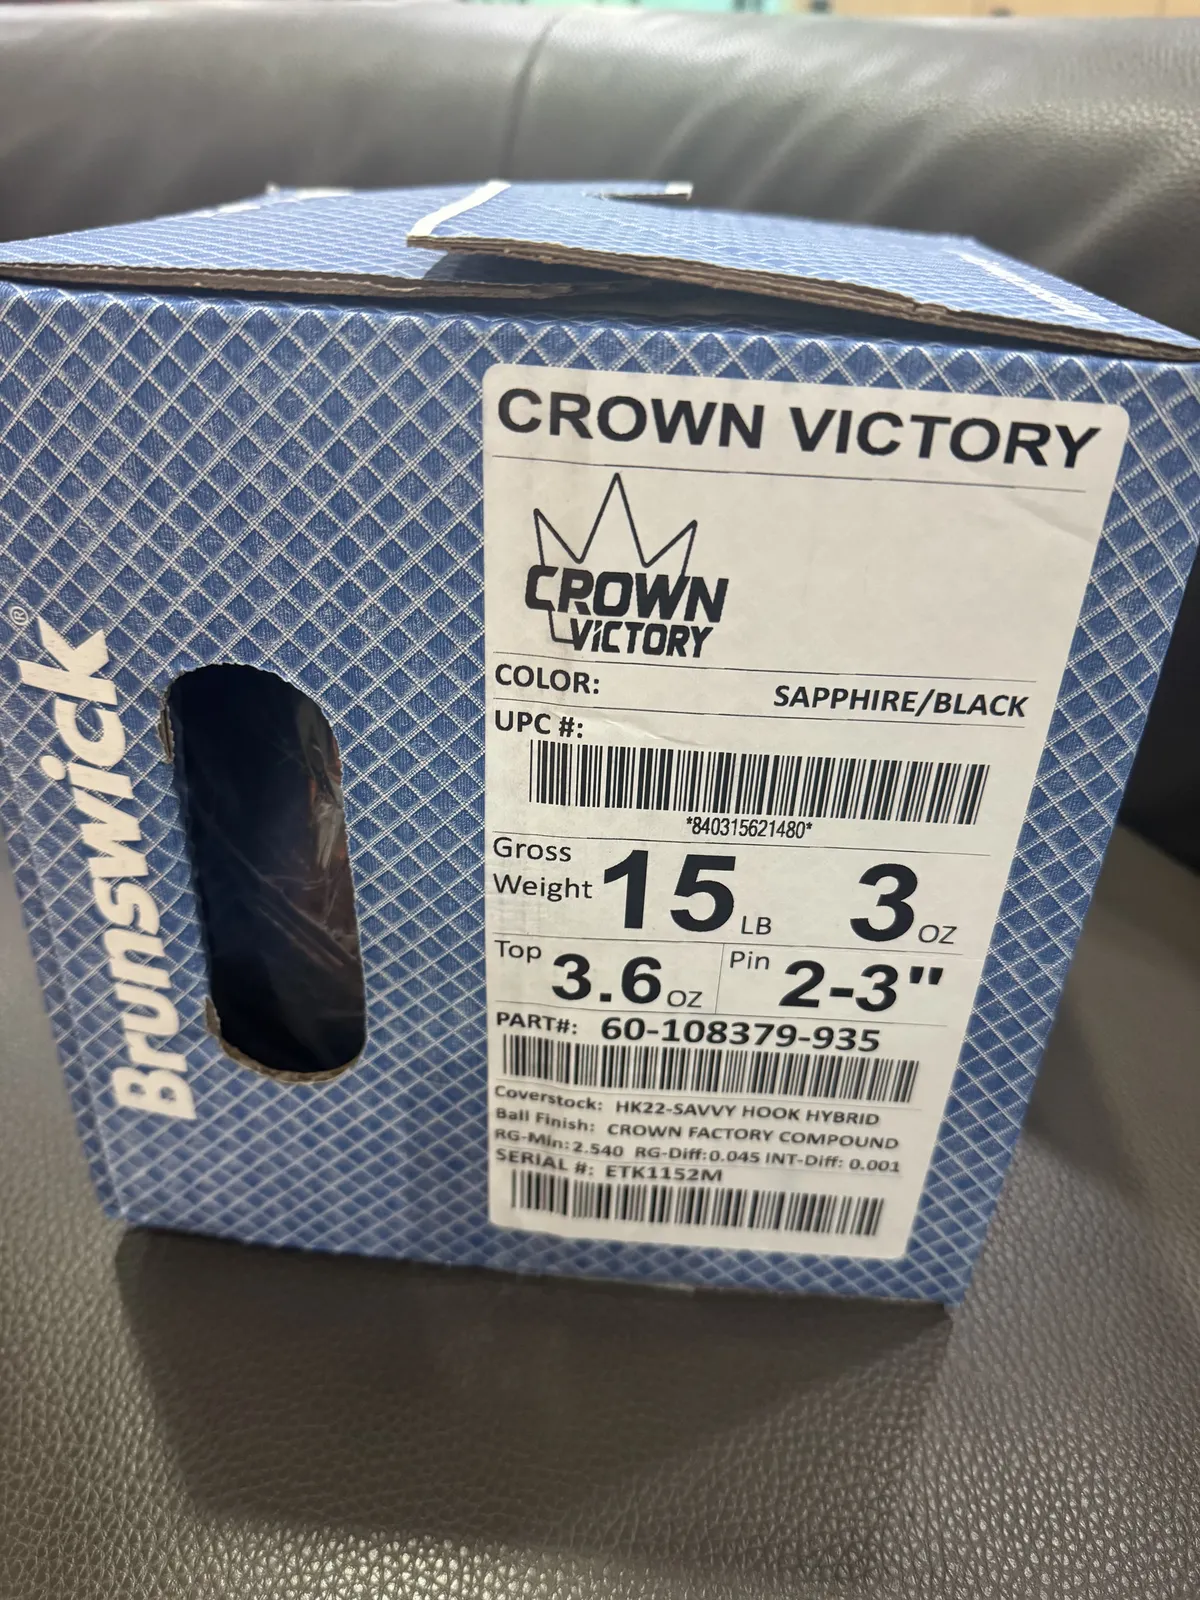 Brunswick®
CROWN VICTORY
CROWN
VICTORY
COLOR: SAPPHIRE/BLACK
UPC #:
*840315621480*
Gross Weight 15 LB 3 OZ
Top 3.6 OZ Pin 2-3"
PART#: 60-108379-935
Coverstock: HK22-SAVVY HOOK HYBRID
Ball Finish: CROWN FACTORY COMPOUND
RG-Min: 2.540 RG-Diff: 0.045 INT-Diff: 0.001
SERIAL #: ETK1152M